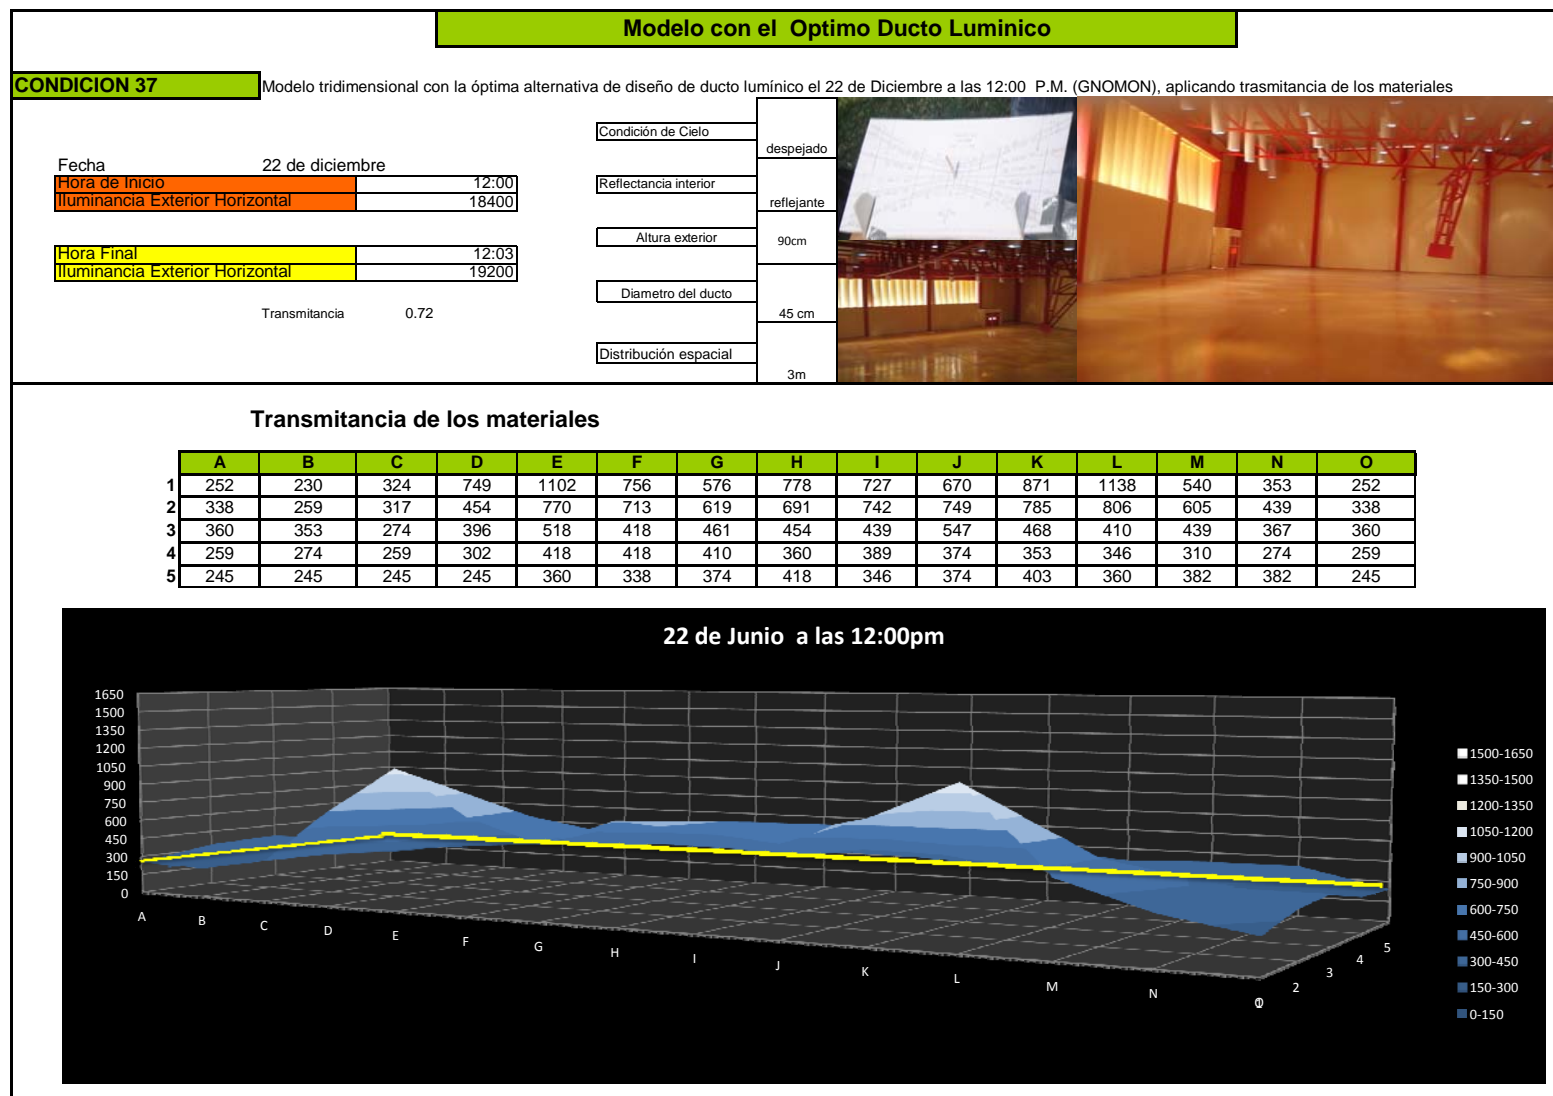 Modelo con el  Optimo Ducto Luminico
CONDICION 37
Modelo tridimensional con la óptima alternativa de diseño de ducto lumínico el 22 de Diciembre a las 12:00  P.M. (GNOMON), aplicando trasmitancia de los materiales
Fecha 22 de diciembre
Hora de Inicio 12:00
Iluminancia Exterior Horizontal 18400
Hora Final 12:03
Iluminancia Exterior Horizontal 19200
Transmitancia 0.72
Condición de Cielo despejado
Reflectancia interior reflejante
Altura exterior 90cm
Diametro del ducto 45 cm
Distribución espacial 3m
Transmitancia de los materiales
A B C D E F G H I J K L M N O
1 252 230 324 749 1102 756 576 778 727 670 871 1138 540 353 252
2 338 259 317 454 770 713 619 691 742 749 785 806 605 439 338
3 360 353 274 396 518 418 461 454 439 547 468 410 439 367 360
4 259 274 259 302 418 418 410 360 389 374 353 346 310 274 259
5 245 245 245 245 360 338 374 418 346 374 403 360 382 382 245
22 de Junio  a las 12:00pm
1650
1500
1350
1200
1050
900
750
600
450
300
150
0
A B C D E F G H I J K L M N O
1 2 3 4 5
1500-1650
1350-1500
1200-1350
1050-1200
900-1050
750-900
600-750
450-600
300-450
150-300
0-150